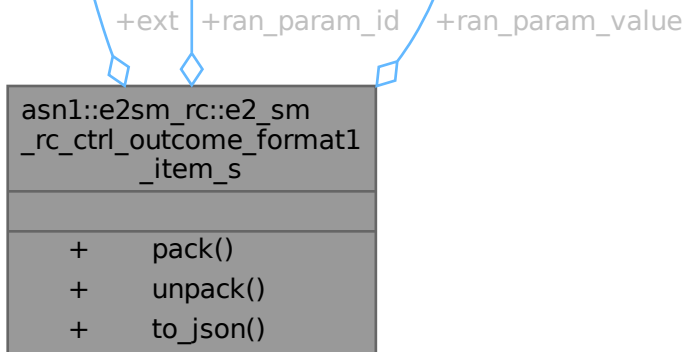 +ext +ran_param_id +ran_param_value
asn1::e2sm_rc::e2_sm
_rc_ctrl_outcome_format1
_item_s
+ pack()
+ unpack()
+ to_json()